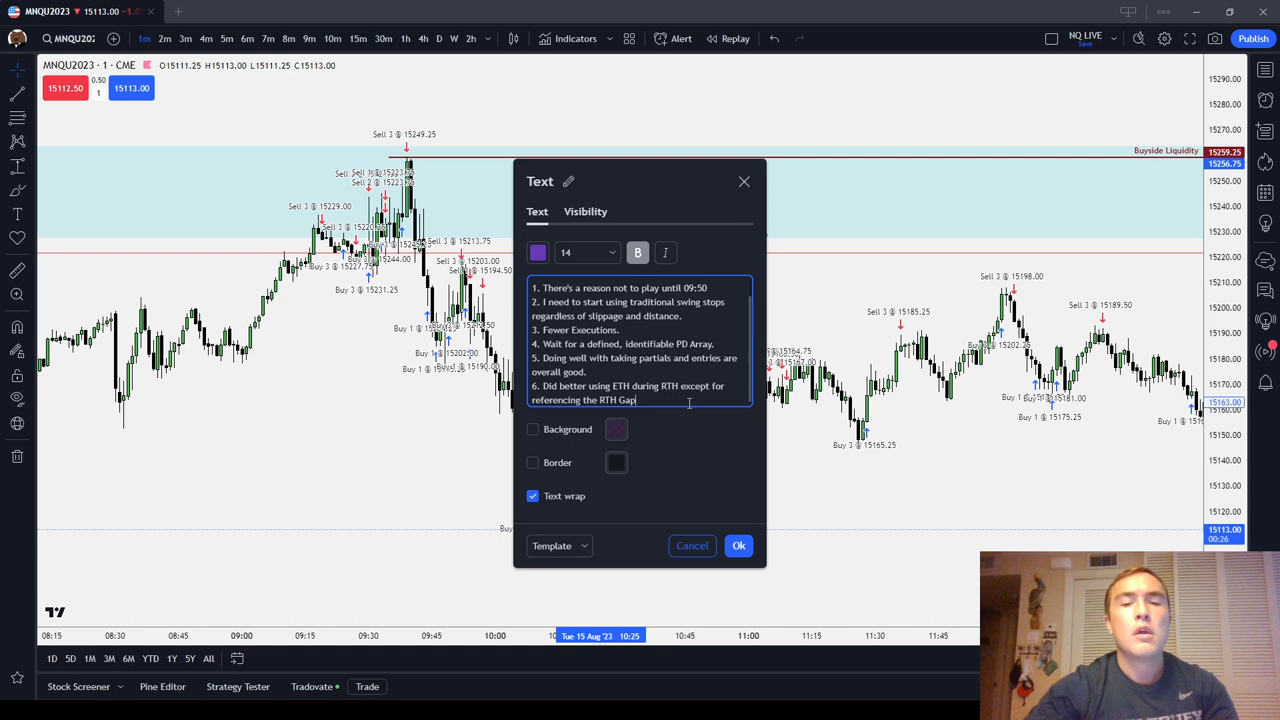 MNQU2023 15113.00 −1.0
MNQU202 1m 2m 3m 4m 5m 6m 7m 8m 9m 10m 15m 30m 1h 4h D W 2h Indicators Alert Replay NQ LIVE Save Publish
MNQU2023 · 1 · CME O15111.25 H15113.00 L15111.25 C15113.00
15112.50 0.50 1 15113.00
Sell 3 @ 15249.25
Buyside Liquidity
Sell 3 @ 15229.00
Sell 3 @ 15213.75
Buy 3 @ 15227.75
Buy 3 @ 15231.25
Sell 3 @ 15198.00
Sell 3 @ 15185.25
Sell 3 @ 15189.50
Buy 3 @ 15165.25
Buy 1 @ 15175.25
15290.00
15280.00
15270.00
15259.25
15256.75
15250.00
15240.00
15230.00
15220.00
15210.00
15200.00
15190.00
15180.00
15170.00
15163.00
15150.00
15140.00
15130.00
15120.00
15113.00
00:26
Text
Text Visibility
14 B I
1. There's a reason not to play until 09:50
2. I need to start using traditional swing stops
regardless of slippage and distance.
3. Fewer Executions.
4. Wait for a defined, identifiable PD Array.
5. Doing well with taking partials and entries are
overall good.
6. Did better using ETH during RTH except for
referencing the RTH Gap
Background
Border
Text wrap
Template Cancel Ok
08:15 08:30 08:45 09:00 09:15 09:30 09:45 10:00 Tue 15 Aug '23 10:25 10:45 11:00 11:15 11:30 11:45
1D 5D 1M 3M 6M YTD 1Y 5Y All
Stock Screener Pine Editor Strategy Tester Tradovate Trade